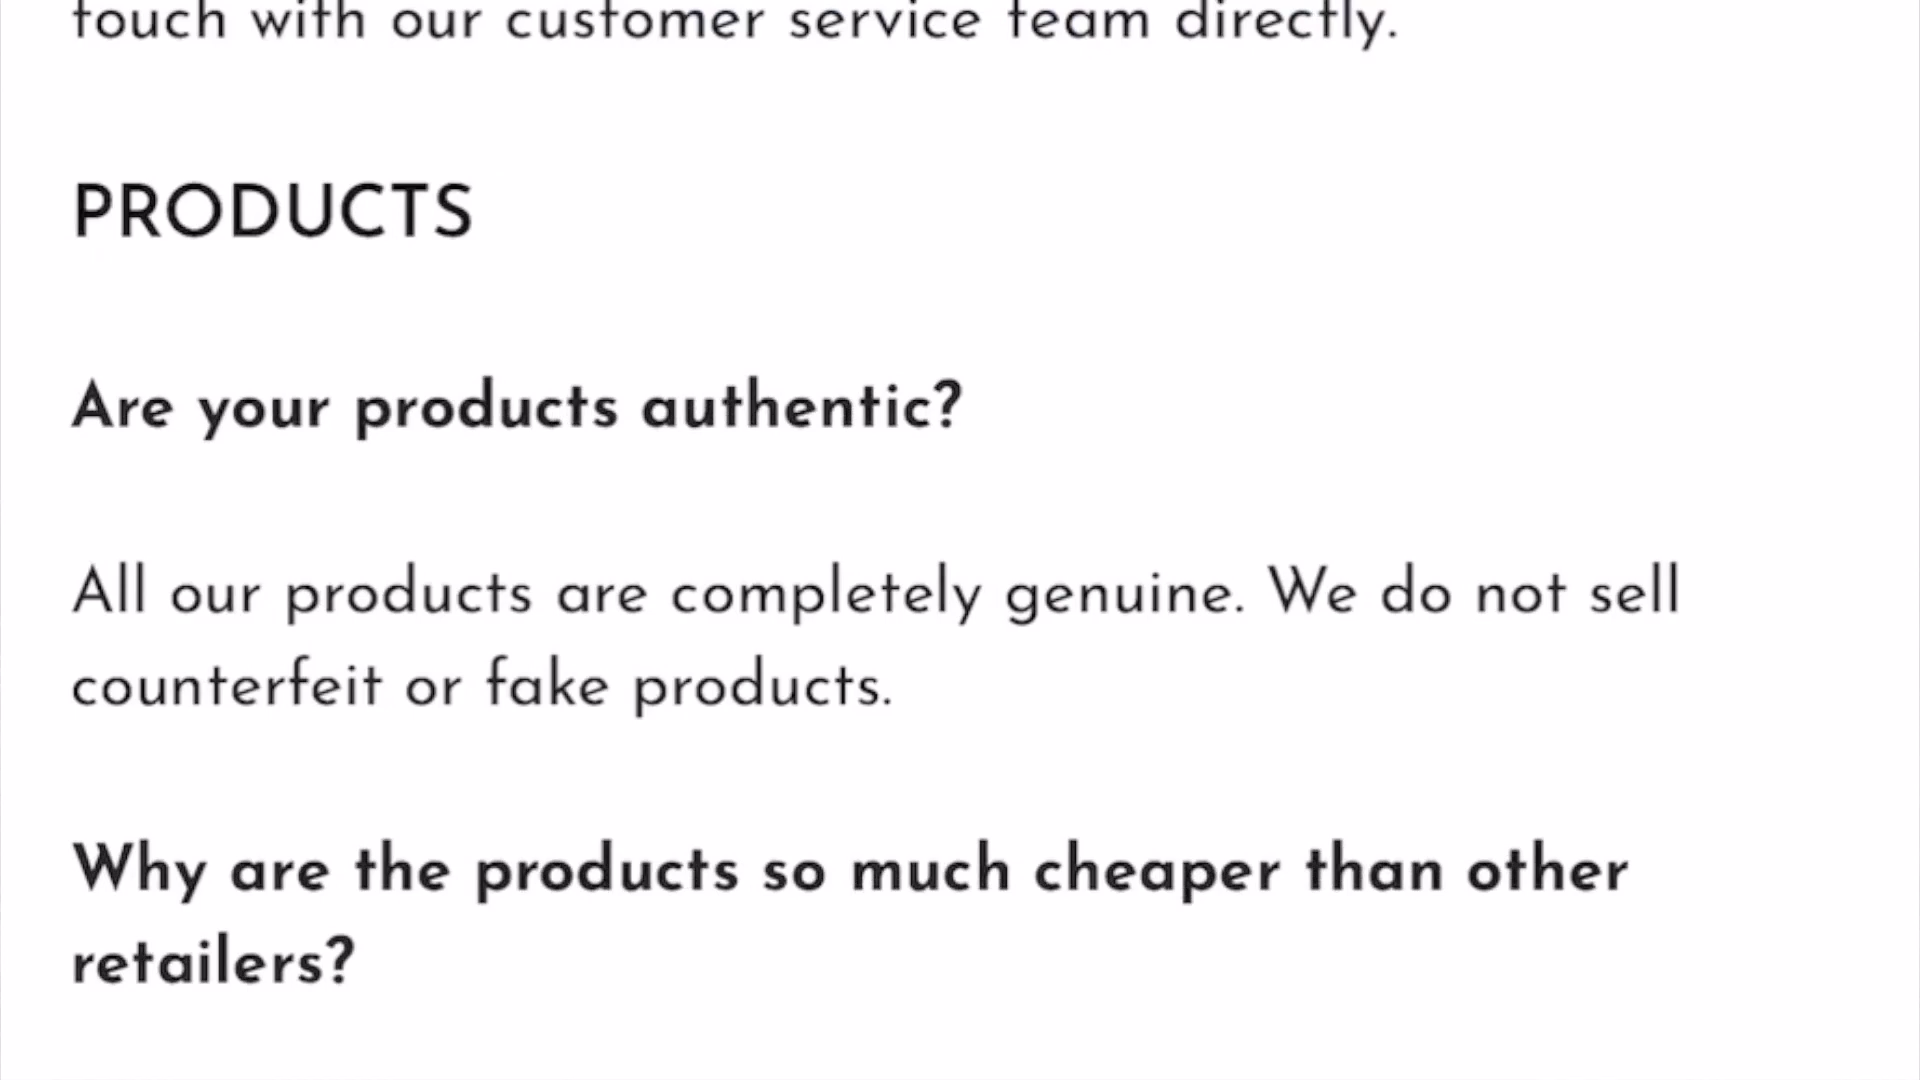 touch with our customer service team directly.
PRODUCTS
Are your products authentic?
All our products are completely genuine. We do not sell
counterfeit or fake products.
Why are the products so much cheaper than other
retailers?